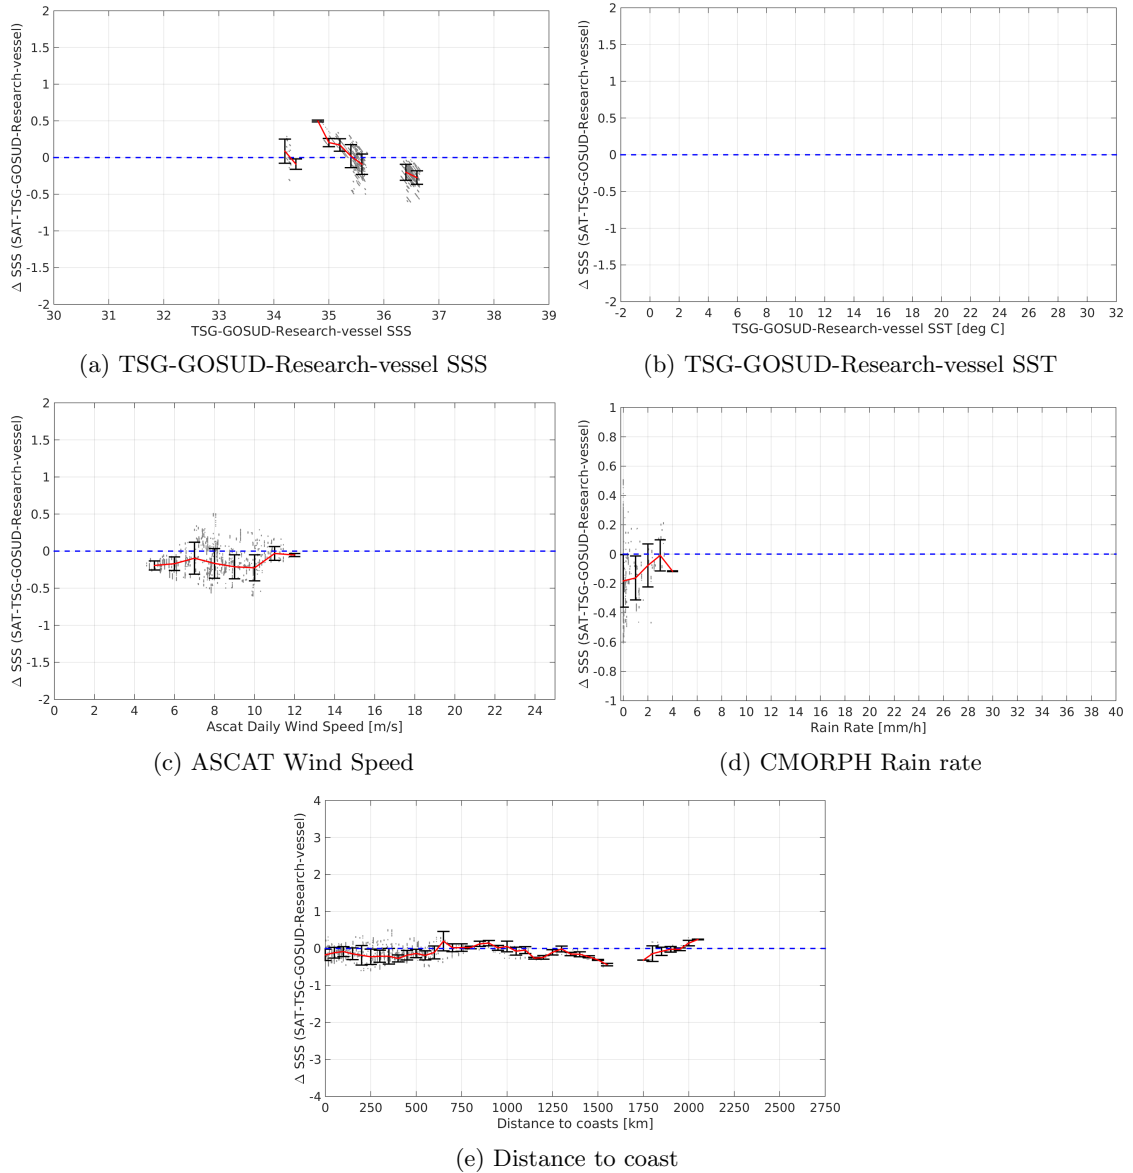 2
1.5
1
0.5
0
-0.5
-1
-1.5
-2
Δ SSS (SAT-TSG-GOSUD-Research-vessel)
30 31 32 33 34 35 36 37 38 39
TSG-GOSUD-Research-vessel SSS
(a) TSG-GOSUD-Research-vessel SSS
2
1.5
1
0.5
0
-0.5
-1
-1.5
-2
Δ SSS (SAT-TSG-GOSUD-Research-vessel)
-2 0 2 4 6 8 10 12 14 16 18 20 22 24 26 28 30 32
TSG-GOSUD-Research-vessel SST [deg C]
(b) TSG-GOSUD-Research-vessel SST
2
1.5
1
0.5
0
-0.5
-1
-1.5
-2
Δ SSS (SAT-TSG-GOSUD-Research-vessel)
0 2 4 6 8 10 12 14 16 18 20 22 24
Ascat Daily Wind Speed [m/s]
(c) ASCAT Wind Speed
1
0.8
0.6
0.4
0.2
0
-0.2
-0.4
-0.6
-0.8
-1
Δ SSS (SAT-TSG-GOSUD-Research-vessel)
0 2 4 6 8 10 12 14 16 18 20 22 24 26 28 30 32 34 36 38 40
Rain Rate [mm/h]
(d) CMORPH Rain rate
4
3
2
1
0
-1
-2
-3
-4
Δ SSS (SAT-TSG-GOSUD-Research-vessel)
0 250 500 750 1000 1250 1500 1750 2000 2250 2500 2750
Distance to coasts [km]
(e) Distance to coast